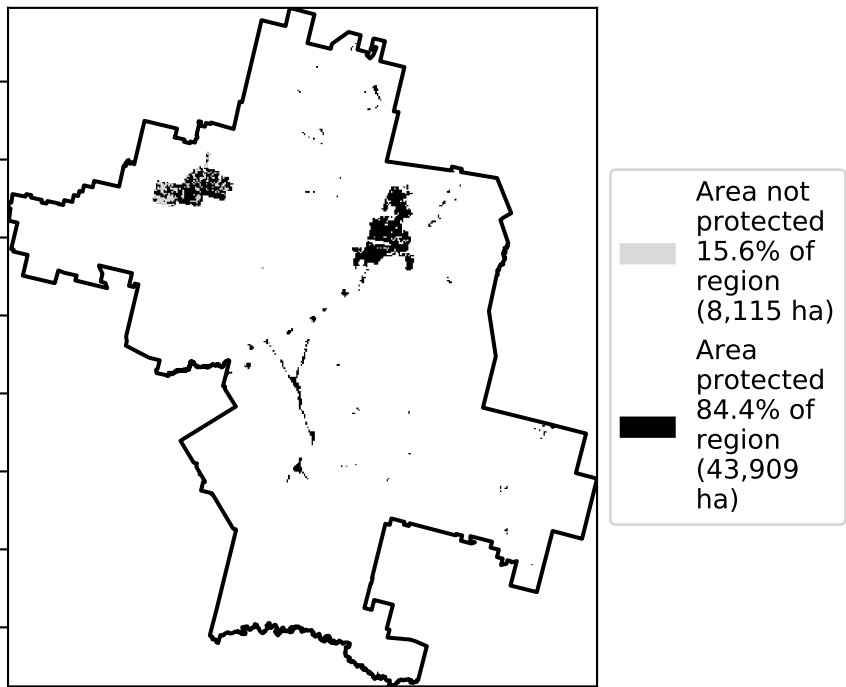 Area not
protected
15.6% of
region
(8,115 ha)
Area
protected
84.4% of
region
(43,909
ha)